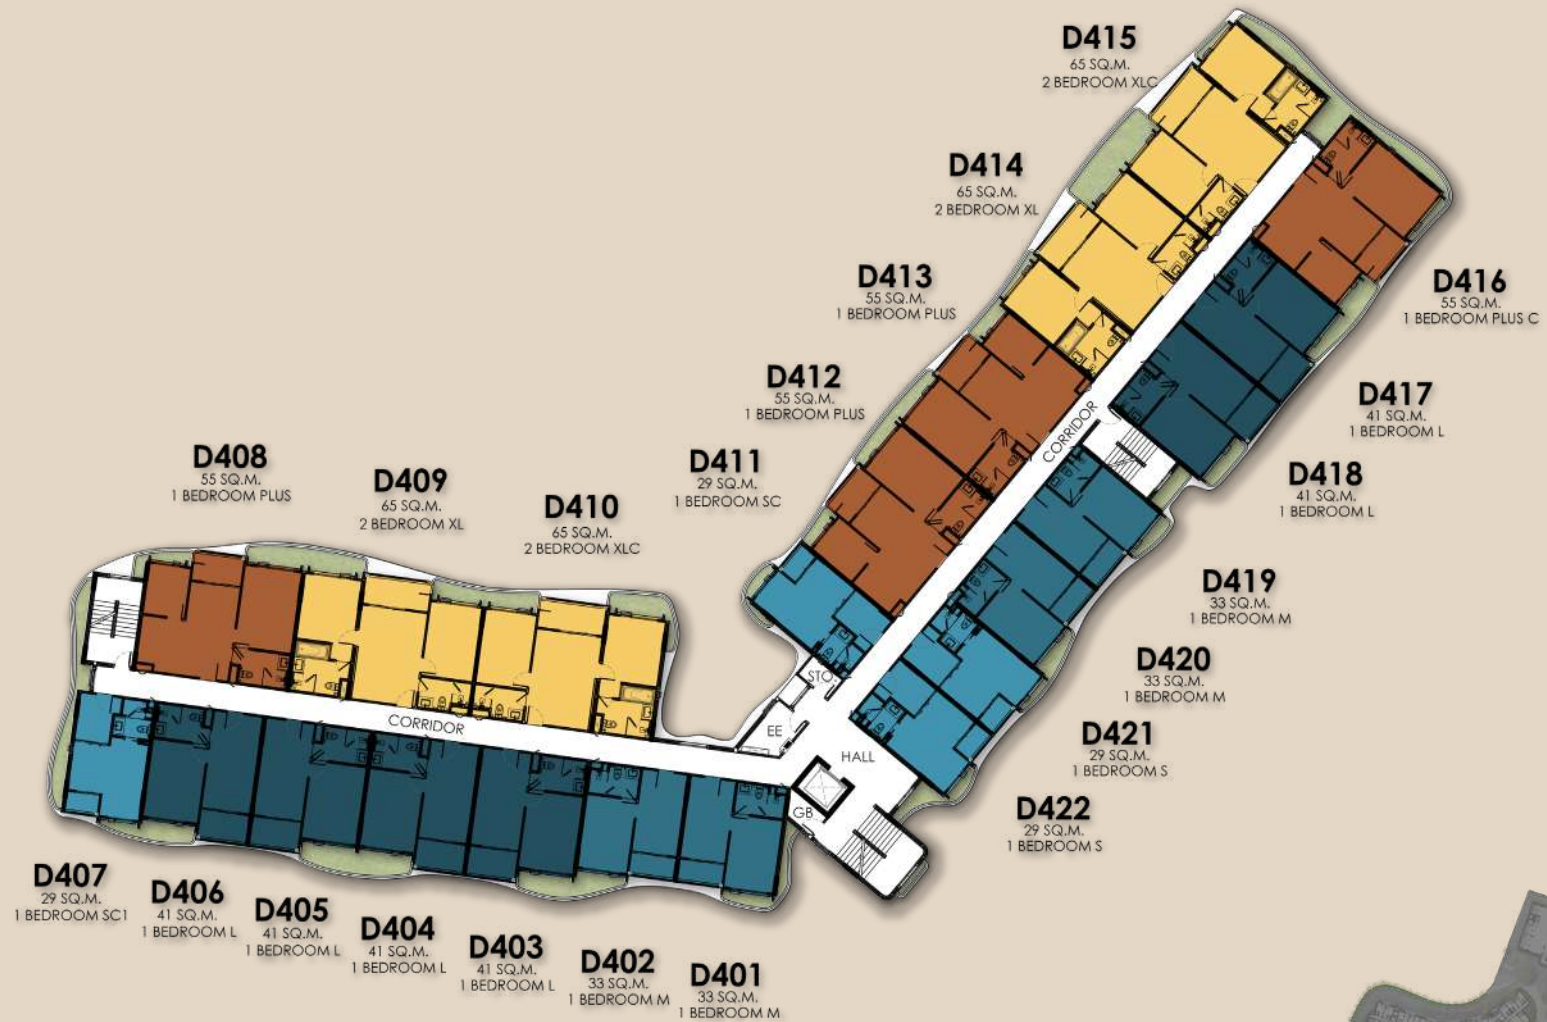 D415
65 SQ.M.
2 BEDROOM XLC
D414
65 SQ.M.
2 BEDROOM XL
D413
55 SQ.M.
1 BEDROOM PLUS
D412
55 SQ.M.
1 BEDROOM PLUS
D411
29 SQ.M.
1 BEDROOM SC
D416
55 SQ.M.
1 BEDROOM PLUS C
D417
41 SQ.M.
1 BEDROOM L
D418
41 SQ.M.
1 BEDROOM L
D408
55 SQ.M.
1 BEDROOM PLUS
D409
65 SQ.M.
2 BEDROOM XL
D410
65 SQ.M.
2 BEDROOM XLC
CORRIDOR
D419
33 SQ.M.
1 BEDROOM M
D420
33 SQ.M.
1 BEDROOM M
D421
29 SQ.M.
1 BEDROOM S
D422
29 SQ.M.
1 BEDROOM S
STO.
EE
HALL
GB
CORRIDOR
D407
29 SQ.M.
1 BEDROOM SC1
D406
41 SQ.M.
1 BEDROOM L
D405
41 SQ.M.
1 BEDROOM L
D404
41 SQ.M.
1 BEDROOM L
D403
41 SQ.M.
1 BEDROOM L
D402
33 SQ.M.
1 BEDROOM M
D401
33 SQ.M.
1 BEDROOM M